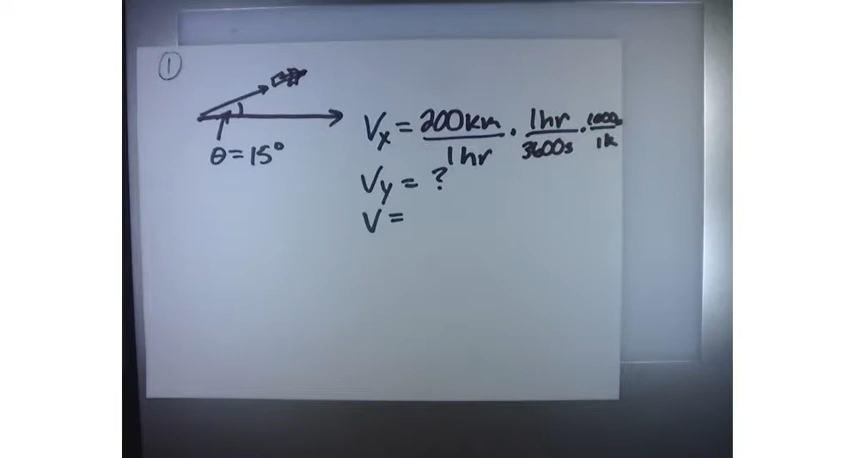 1
θ = 15°
Vx = 200km/1hr · 1hr/3600s · 1000/1k
Vy = ?
V =